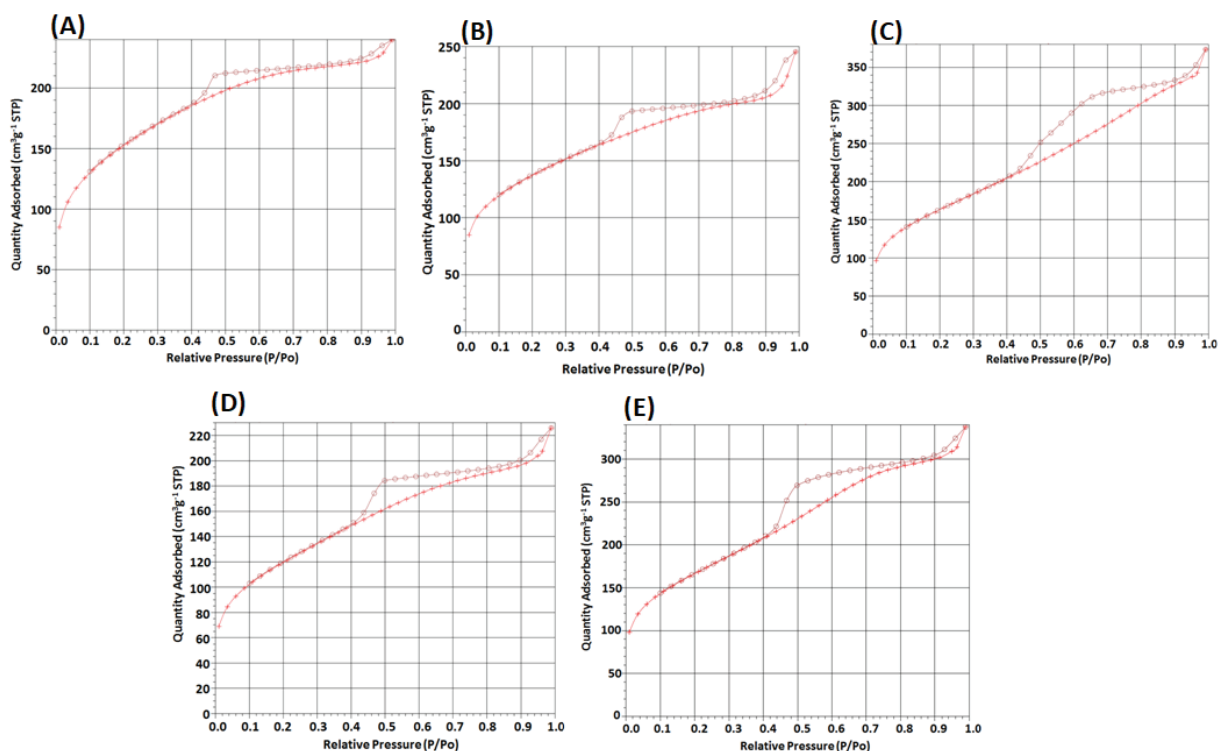 (A)
200
150
100
50
0
Quantity Adsorbed (cm³g⁻¹ STP)
0.0 0.1 0.2 0.3 0.4 0.5 0.6 0.7 0.8 0.9 1.0
Relative Pressure (P/Po)
(B)
250
200
150
100
50
0
Quantity Adsorbed (cm³g⁻¹ STP)
0.0 0.1 0.2 0.3 0.4 0.5 0.6 0.7 0.8 0.9 1.0
Relative Pressure (P/Po)
(C)
350
300
250
200
150
100
50
0
Quantity Adsorbed (cm³g⁻¹ STP)
0.0 0.1 0.2 0.3 0.4 0.5 0.6 0.7 0.8 0.9 1.0
Relative Pressure (P/Po)
(D)
220
200
180
160
140
120
100
80
60
40
20
0
Quantity Adsorbed (cm³g⁻¹ STP)
0.0 0.1 0.2 0.3 0.4 0.5 0.6 0.7 0.8 0.9 1.0
Relative Pressure (P/Po)
(E)
300
250
200
150
100
50
0
Quantity Adsorbed (cm³g⁻¹ STP)
0.0 0.1 0.2 0.3 0.4 0.5 0.6 0.7 0.8 0.9 1.0
Relative Pressure (P/Po)